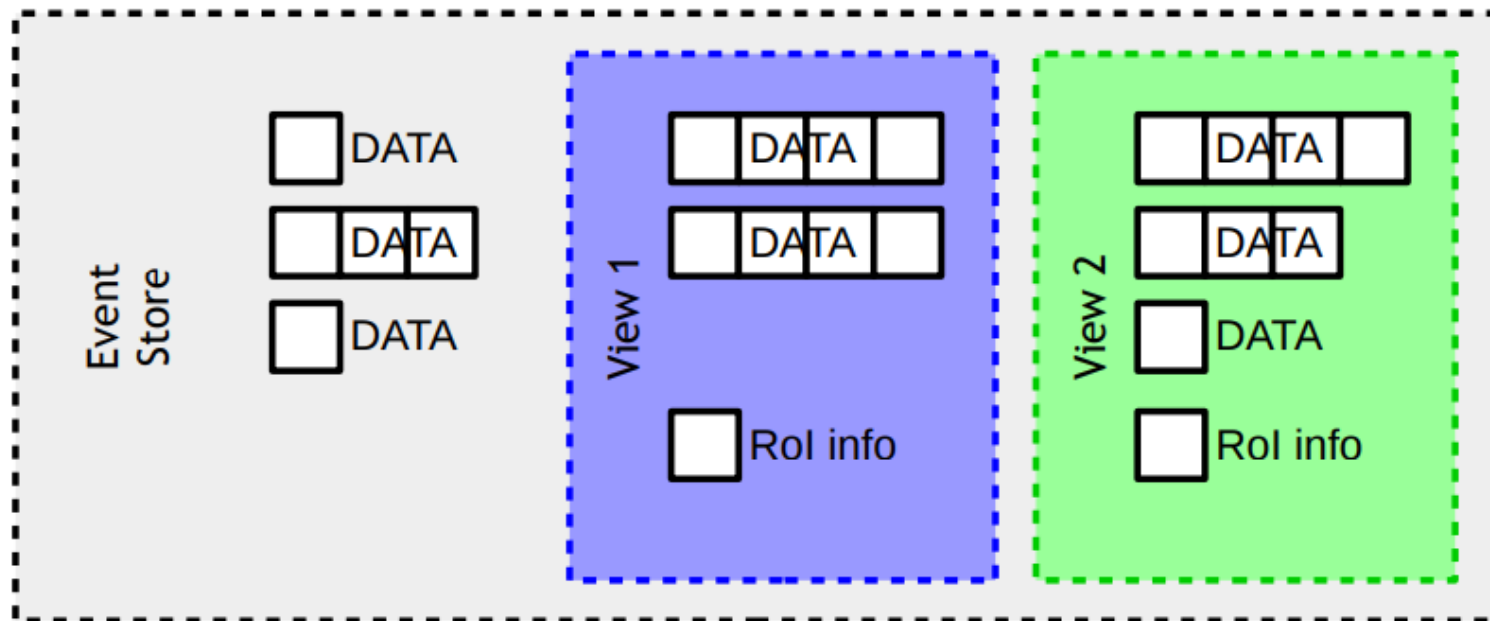 Event
Store
DATA
DATA
DATA
View 1
DATA
DATA
RoI info
View 2
DATA
DATA
DATA
RoI info